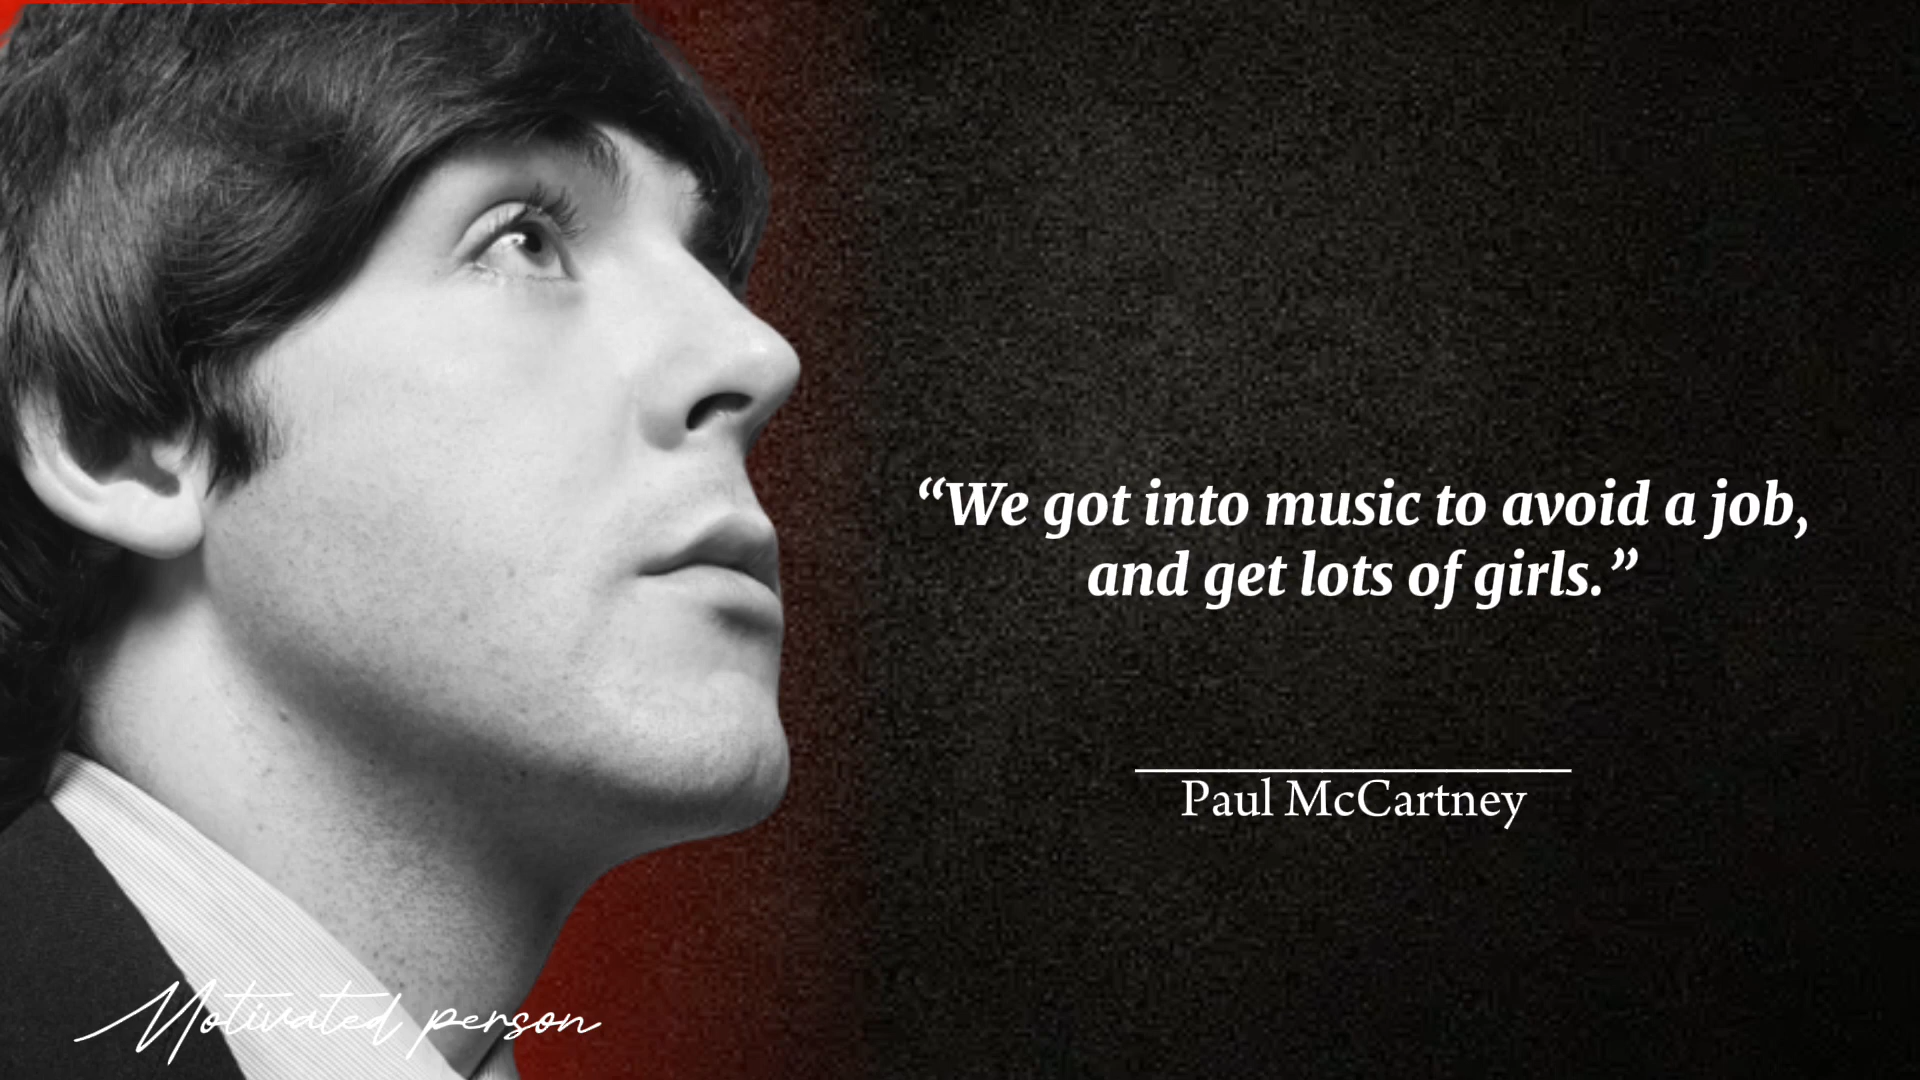 “We got into music to avoid a job,
and get lots of girls.”
Paul McCartney
Motivated person